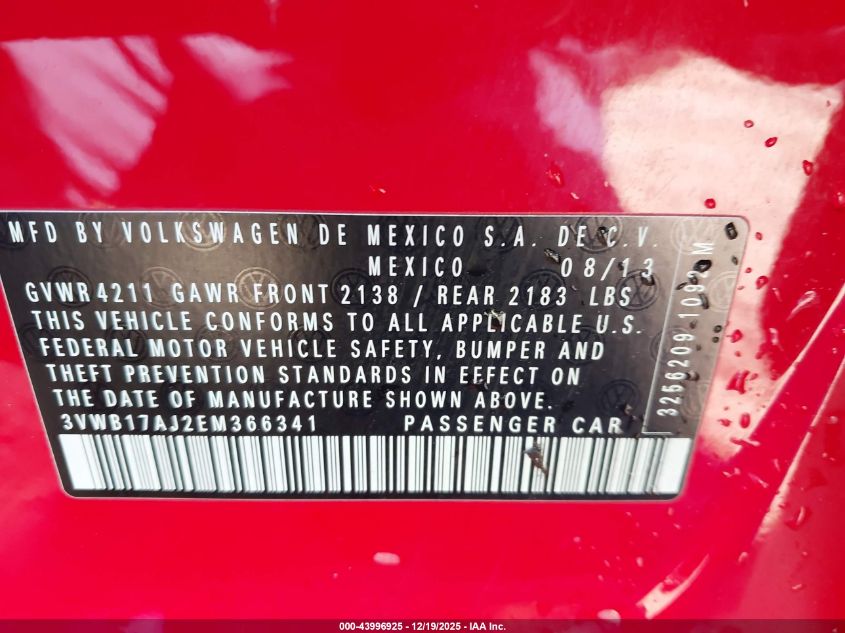 MFD BY VOLKSWAGEN DE MEXICO S.A. DE C.V.
MEXICO 08/13
GVWR 4211 GAWR FRONT 2138 / REAR 2183 LBS
THIS VEHICLE CONFORMS TO ALL APPLICABLE U.S.
FEDERAL MOTOR VEHICLE SAFETY, BUMPER AND
THEFT PREVENTION STANDARDS IN EFFECT ON
THE DATE OF MANUFACTURE SHOWN ABOVE.
3VWB17AJ2EM366341 PASSENGER CAR
3256209
000-43996925 - 12/19/2025 - IAA Inc.